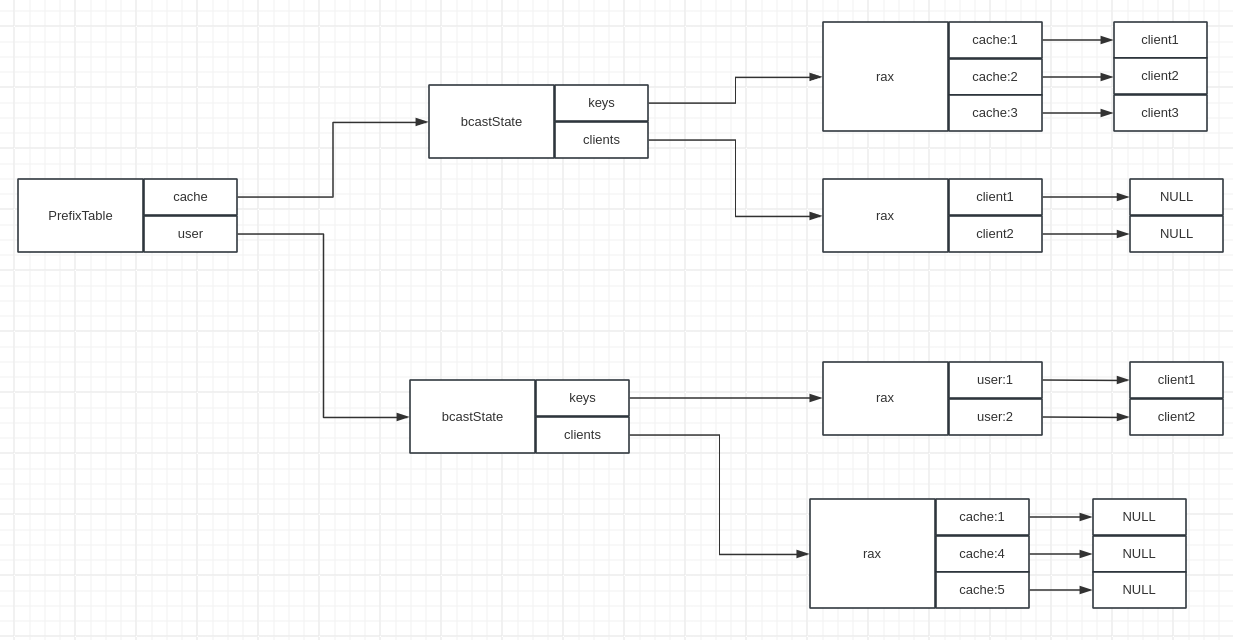 PrefixTable
cache
user
bcastState
keys
clients
rax
cache:1
cache:2
cache:3
client1
client2
client3
rax
client1
client2
NULL
NULL
bcastState
keys
clients
rax
user:1
user:2
client1
client2
rax
cache:1
cache:4
cache:5
NULL
NULL
NULL